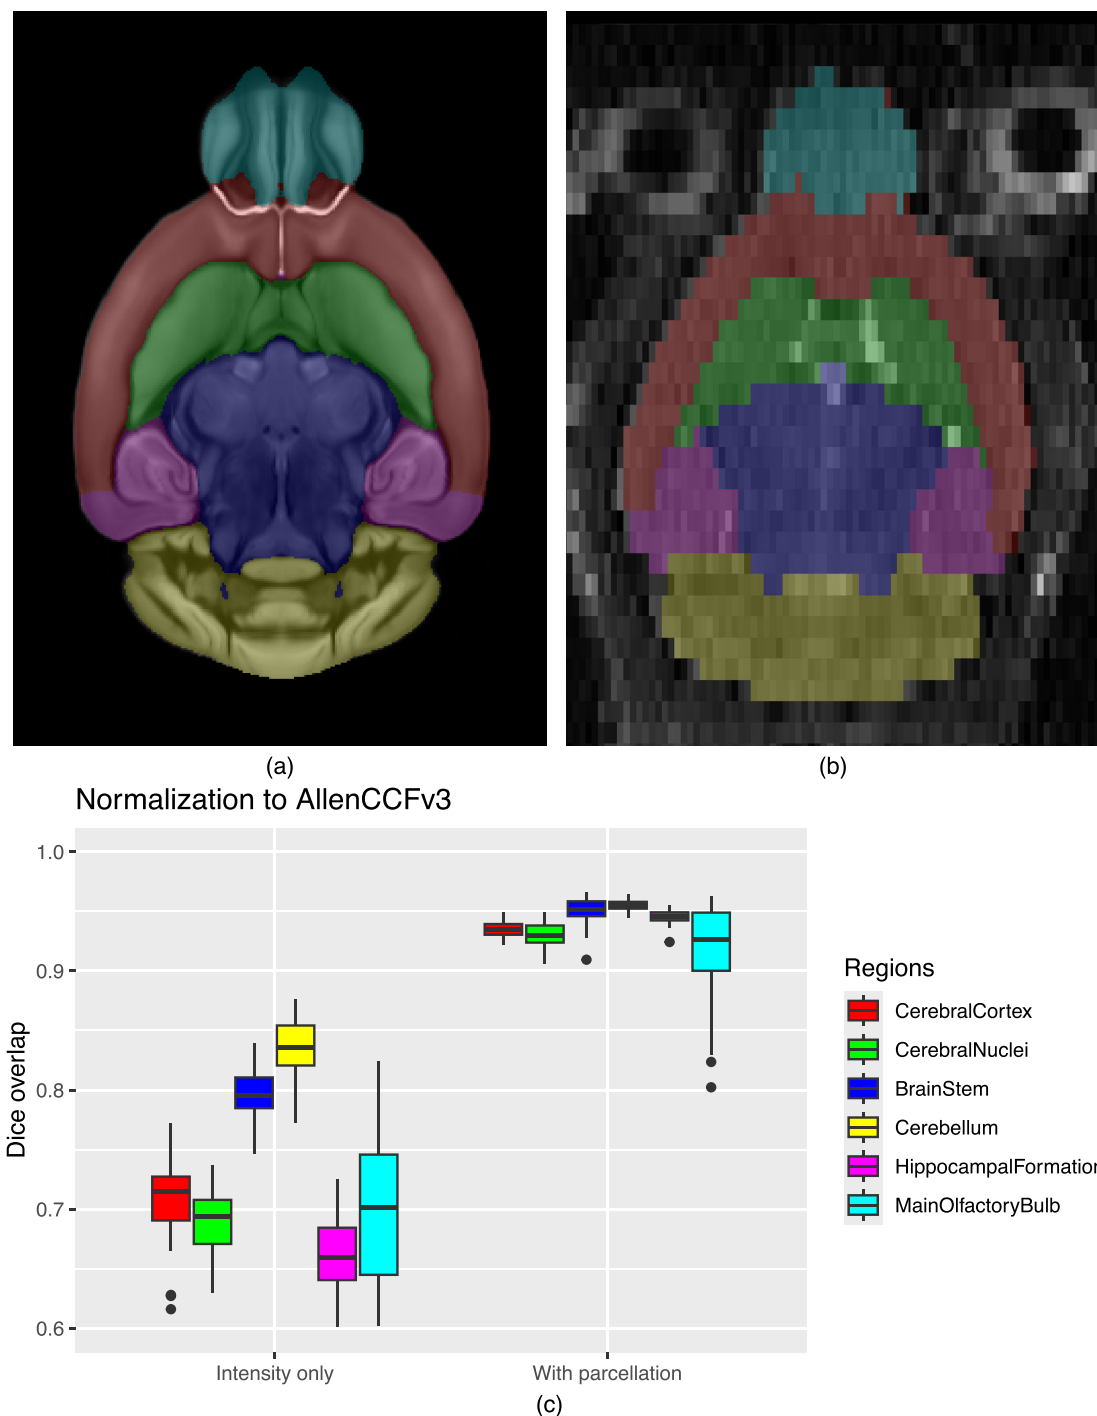 (a)
(b)
Normalization to AllenCCFv3
Dice overlap
1.0
0.9
0.8
0.7
0.6
Intensity only
With parcellation
(c)
Regions
CerebralCortex
CerebralNuclei
BrainStem
Cerebellum
HippocampalFormation
MainOlfactoryBulb